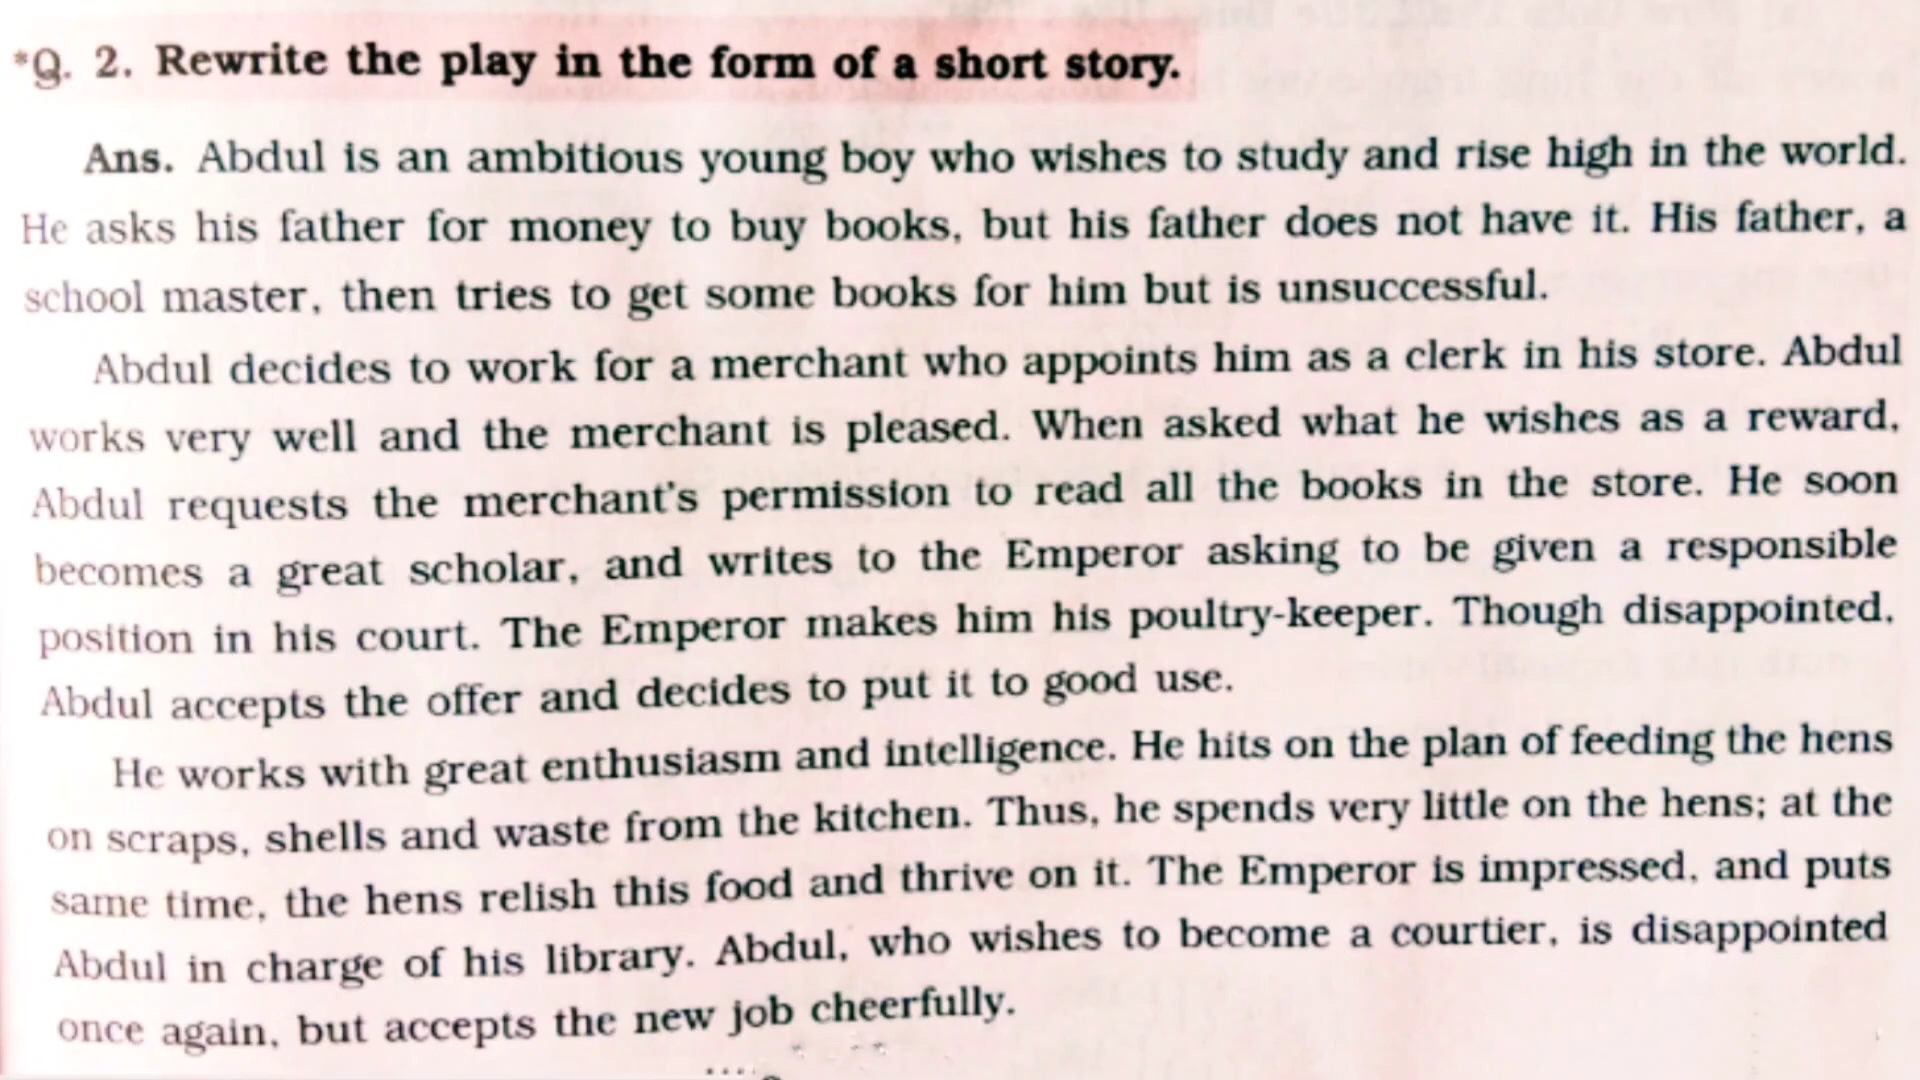 *Q. 2. Rewrite the play in the form of a short story.
Ans. Abdul is an ambitious young boy who wishes to study and rise high in the world.
He asks his father for money to buy books, but his father does not have it. His father, a
school master, then tries to get some books for him but is unsuccessful.
Abdul decides to work for a merchant who appoints him as a clerk in his store. Abdul
works very well and the merchant is pleased. When asked what he wishes as a reward,
Abdul requests the merchant's permission to read all the books in the store. He soon
becomes a great scholar, and writes to the Emperor asking to be given a responsible
position in his court. The Emperor makes him his poultry-keeper. Though disappointed,
Abdul accepts the offer and decides to put it to good use.
He works with great enthusiasm and intelligence. He hits on the plan of feeding the hens
on scraps, shells and waste from the kitchen. Thus, he spends very little on the hens; at the
same time, the hens relish this food and thrive on it. The Emperor is impressed, and puts
Abdul in charge of his library. Abdul, who wishes to become a courtier, is disappointed
once again, but accepts the new job cheerfully.